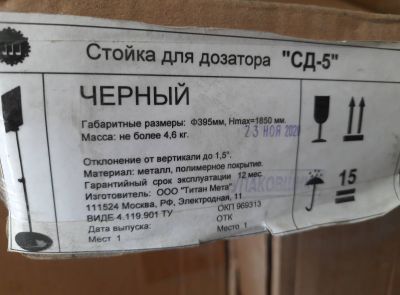 Стойка для дозатора "СД-5"
ЧЕРНЫЙ
Габаритные размеры: Ф395мм, Hmax=1850 мм.
Масса: не более 4,6 кг.
23 НОЯ 2020
Отклонение от вертикали до 1,5°.
Материал: металл, полимерное покрытие.
Гарантийный срок эксплуатации 12 мес
Изготовитель: ООО "Титан Мета"
111524 Москва, РФ, Электродная, 11
ВИДЕ-4.119.901 ТУ
ОКП 969313
Дата выпуска:
ОТК
Мест 1
Место 1
15